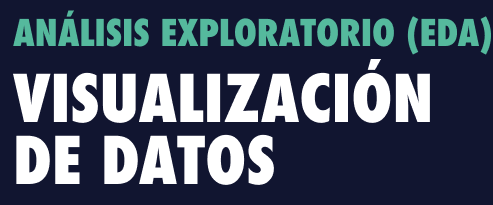 ANÁLISIS EXPLORATORIO (EDA)
VISUALIZACIÓN
DE DATOS